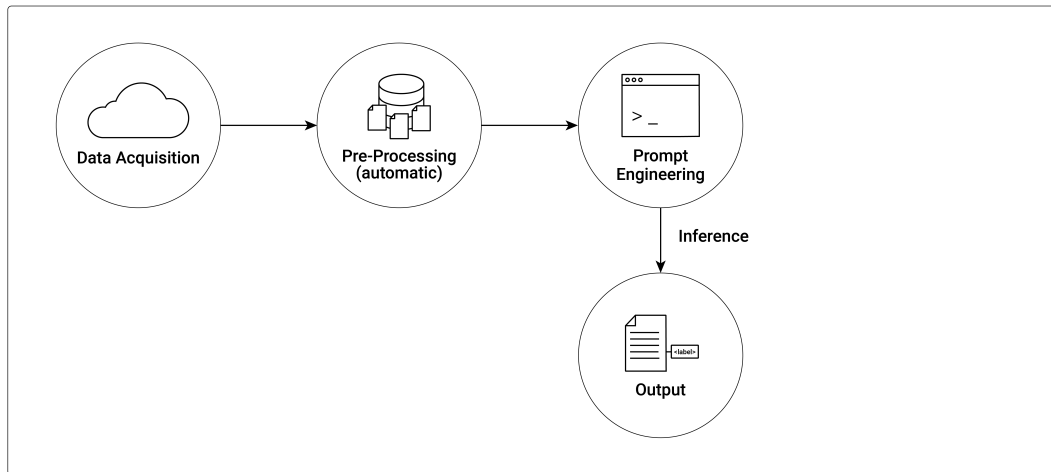 Data Acquisition
Pre-Processing
(automatic)
> _
Prompt
Engineering
Inference
<label>
Output